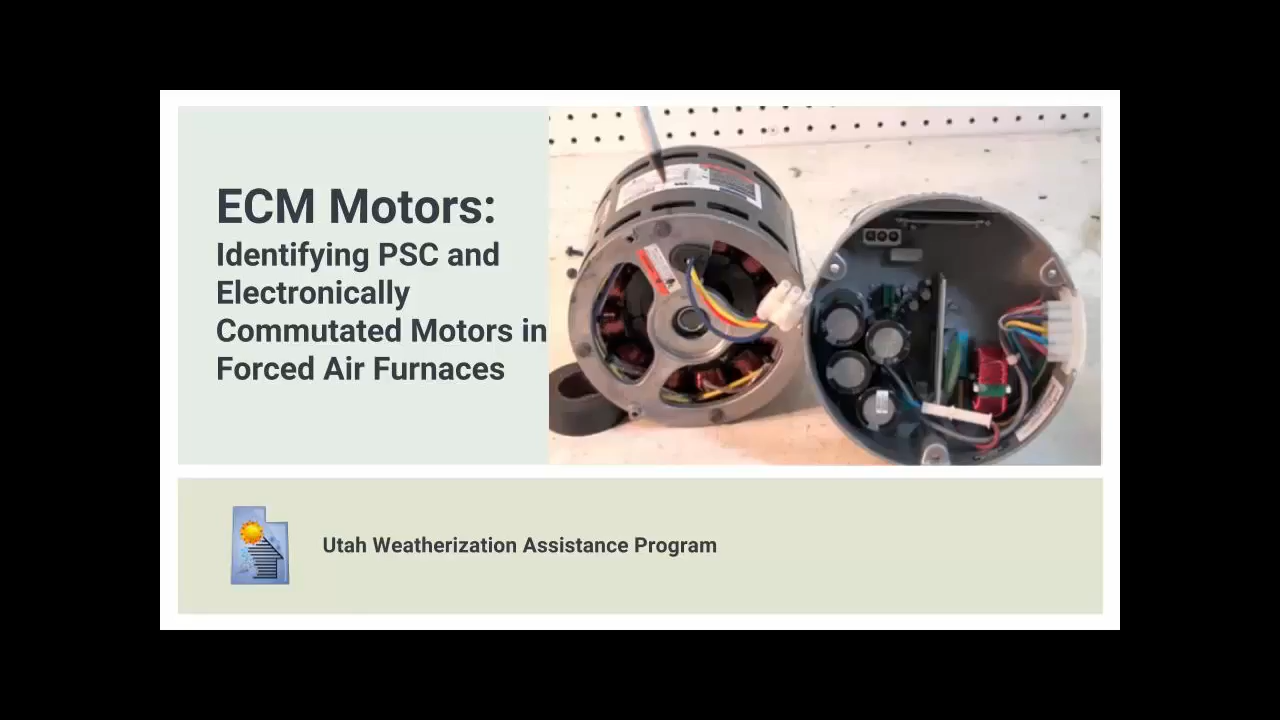 ECM Motors:
Identifying PSC and
Electronically
Commutated Motors in
Forced Air Furnaces
Utah Weatherization Assistance Program